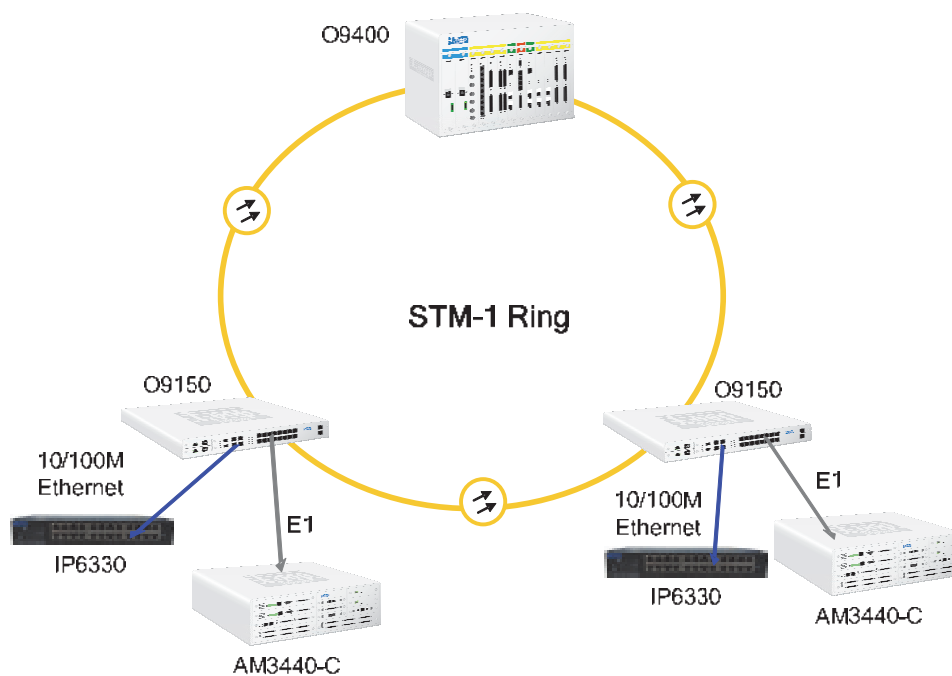 O9400
STM-1 Ring
O9150
O9150
10/100M
Ethernet
E1
IP6330
AM3440-C
10/100M
Ethernet
E1
IP6330
AM3440-C